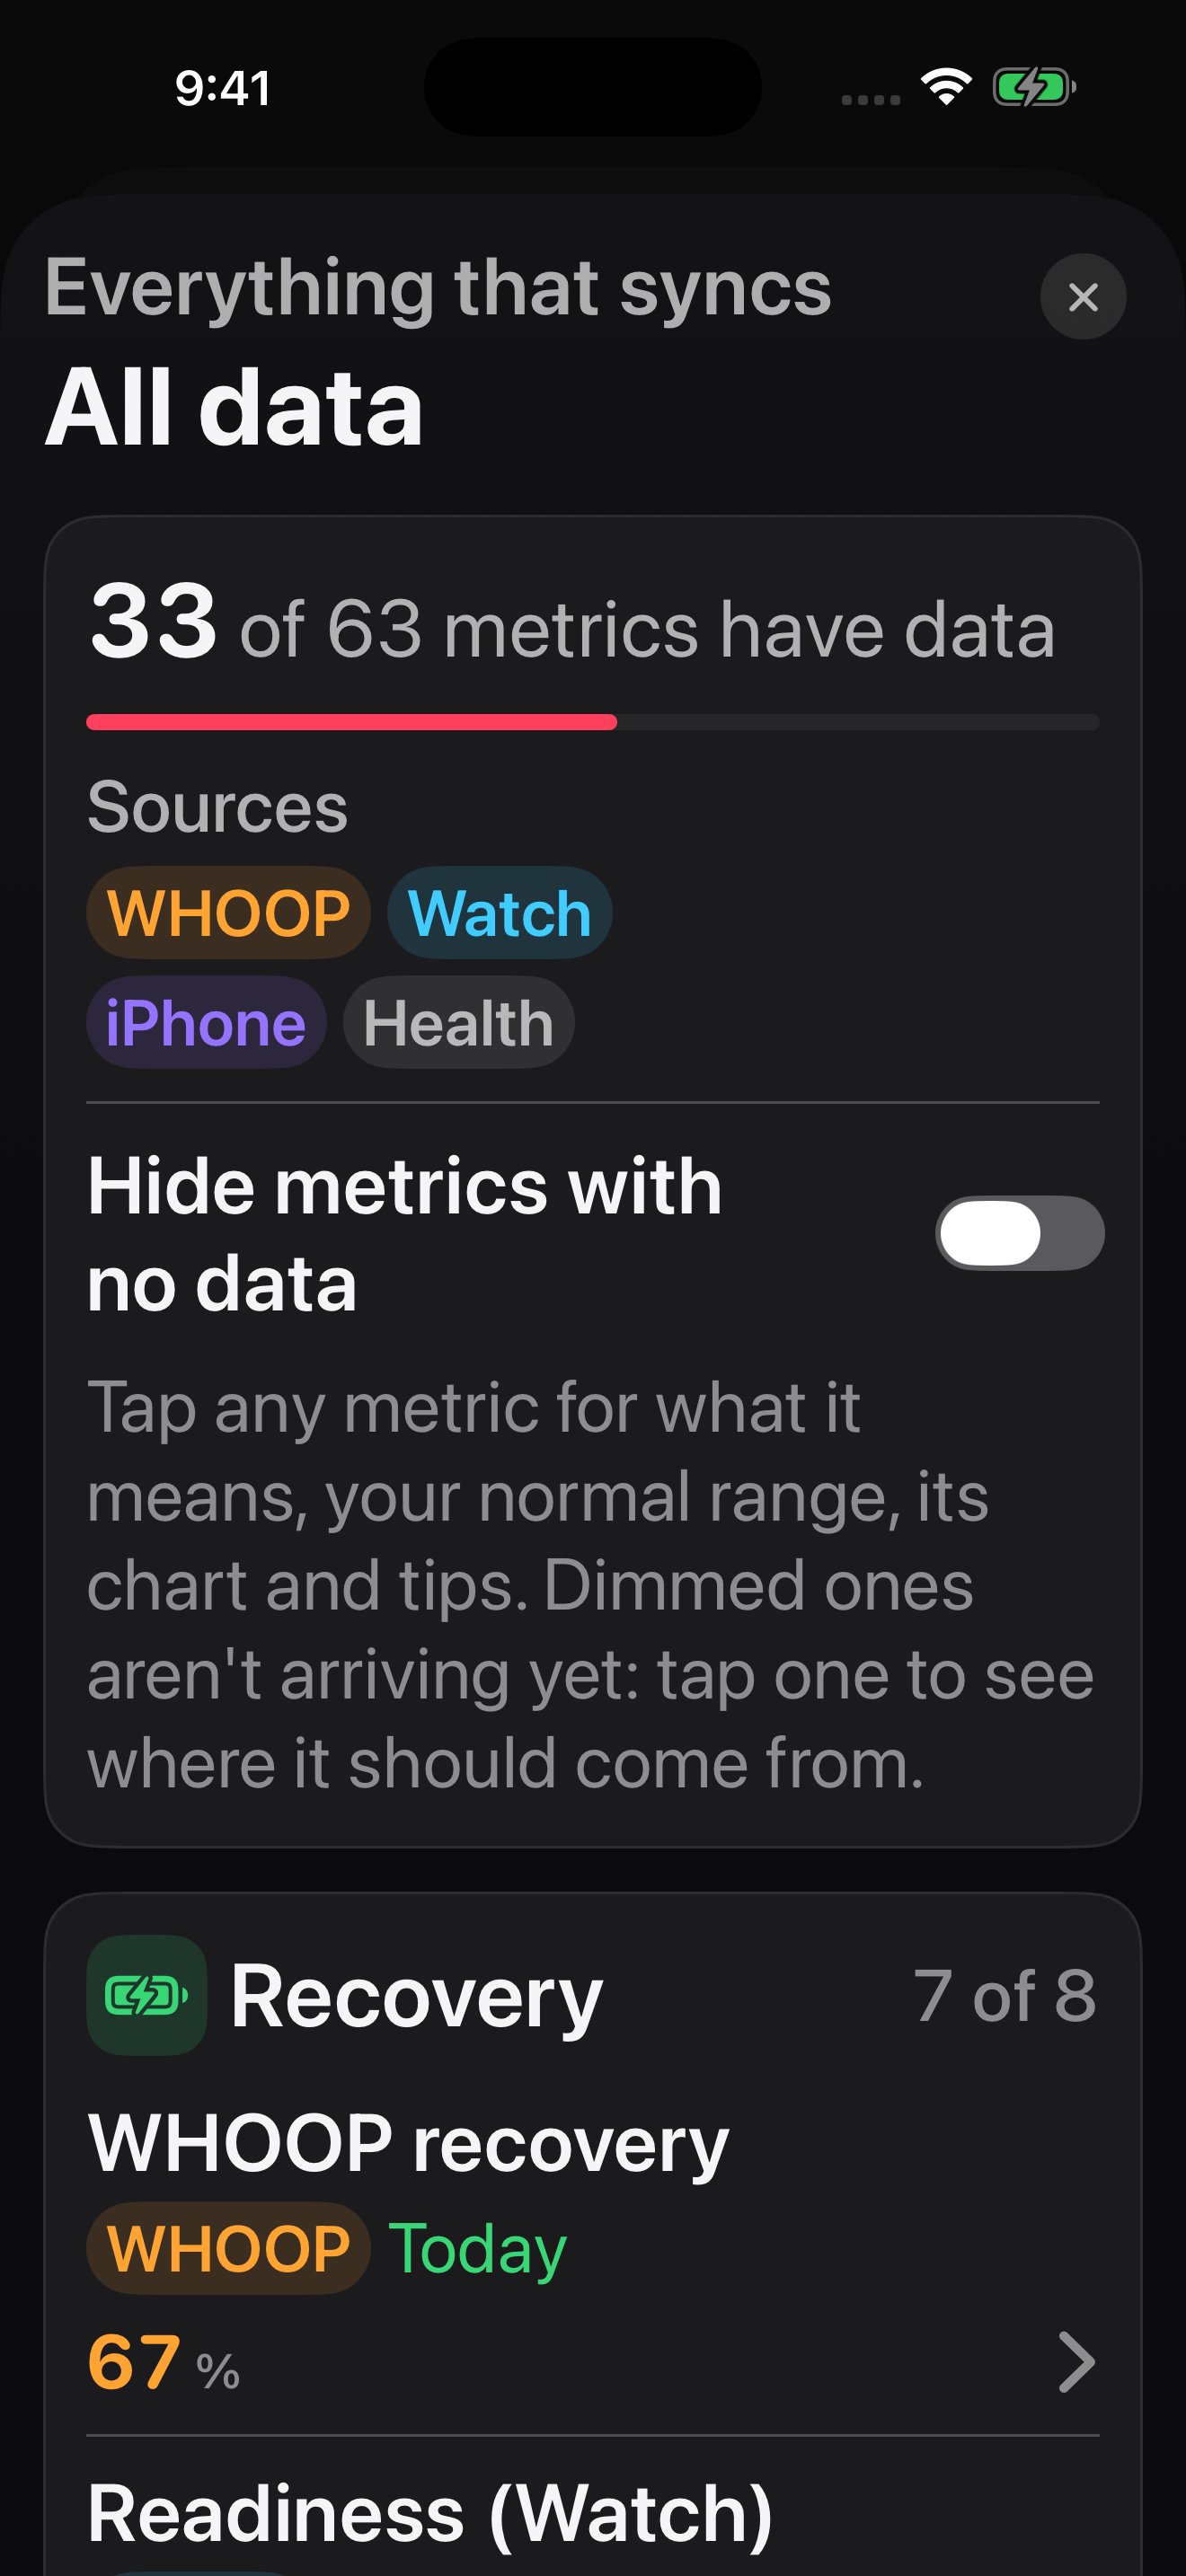 9:41
Everything that syncs
All data
33 of 63 metrics have data
Sources
WHOOP Watch
iPhone Health
Hide metrics with
no data
Tap any metric for what it
means, your normal range, its
chart and tips. Dimmed ones
aren't arriving yet: tap one to see
where it should come from.
Recovery 7 of 8
WHOOP recovery
WHOOP Today
67 %
Readiness (Watch)